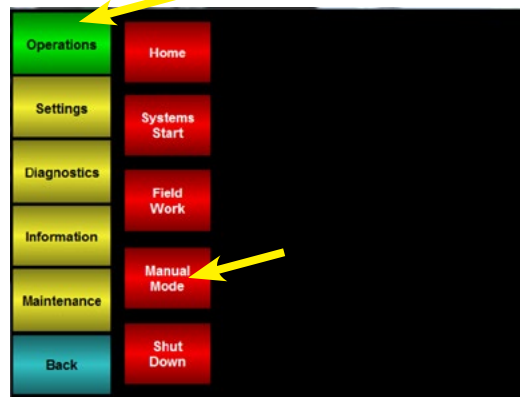 Operations
Settings
Diagnostics
Information
Maintenance
Back
Home
Systems
Start
Field
Work
Manual
Mode
Shut
Down